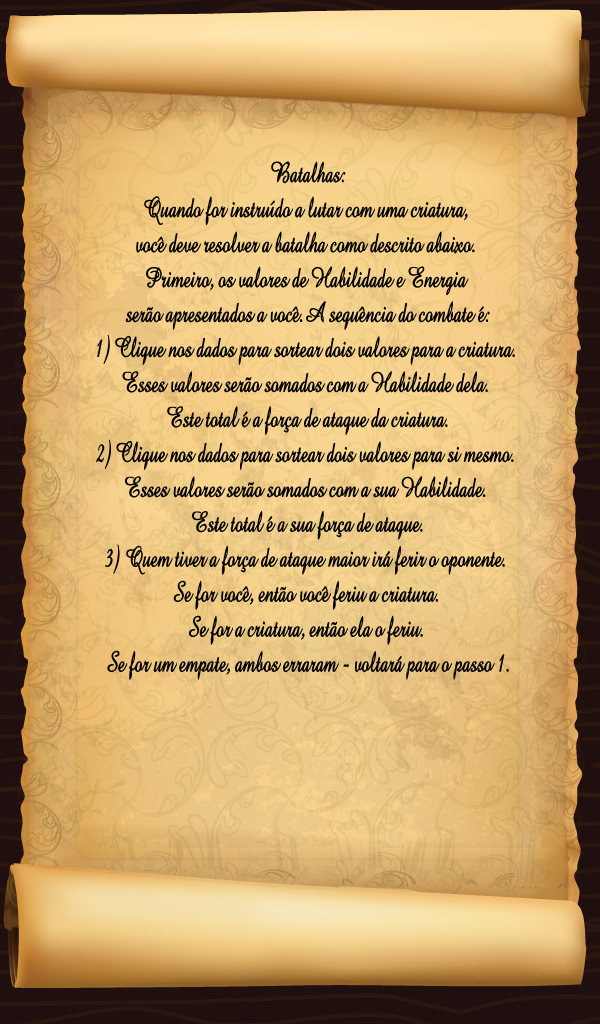 Batalhas:
Quando for instruído a lutar com uma criatura,
você deve resolver a batalha como descrito abaixo.
Primeiro, os valores de Habilidade e Energia
serão apresentados a você. A sequência do combate é:
1) Clique nos dados para sortear dois valores para a criatura.
Esses valores serão somados com a Habilidade dela.
Este total é a força de ataque da criatura.
2) Clique nos dados para sortear dois valores para si mesmo.
Esses valores serão somados com a sua Habilidade.
Este total é a sua força de ataque.
3) Quem tiver a força de ataque maior irá ferir o oponente.
Se for você, então você feriu a criatura.
Se for a criatura, então ela o feriu.
Se for um empate, ambos erraram - voltará para o passo 1.